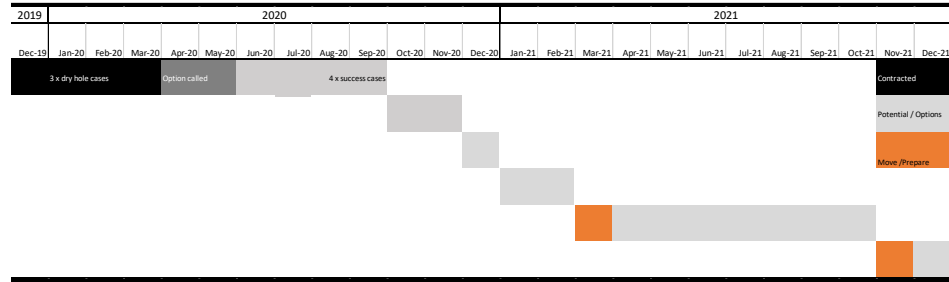 2019 2020 2021
Dec-19 Jan-20 Feb-20 Mar-20 Apr-20 May-20 Jun-20 Jul-20 Aug-20 Sep-20 Oct-20 Nov-20 Dec-20 Jan-21 Feb-21 Mar-21 Apr-21 May-21 Jun-21 Jul-21 Aug-21 Sep-21 Oct-21 Nov-21 Dec-21
3 x dry hole cases Option called 4 x success cases Contracted
Potential / Options
Move /Prepare